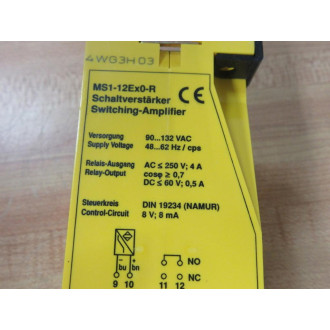 4WG3H03
MS1-12Ex0-R
Schaltverstärker
Switching-Amplifier
CE
Versorgung 90...132 VAC
Supply Voltage 48...62 Hz / cps
Relais-Ausgang AC ≤ 250 V; 4 A
Relay-Output cosφ ≥ 0,7
DC ≤ 60 V; 0,5 A
Steuerkreis DIN 19234 (NAMUR)
Control-Circuit 8 V; 8 mA
- +
bu bn NO
NC
9 10 11 12